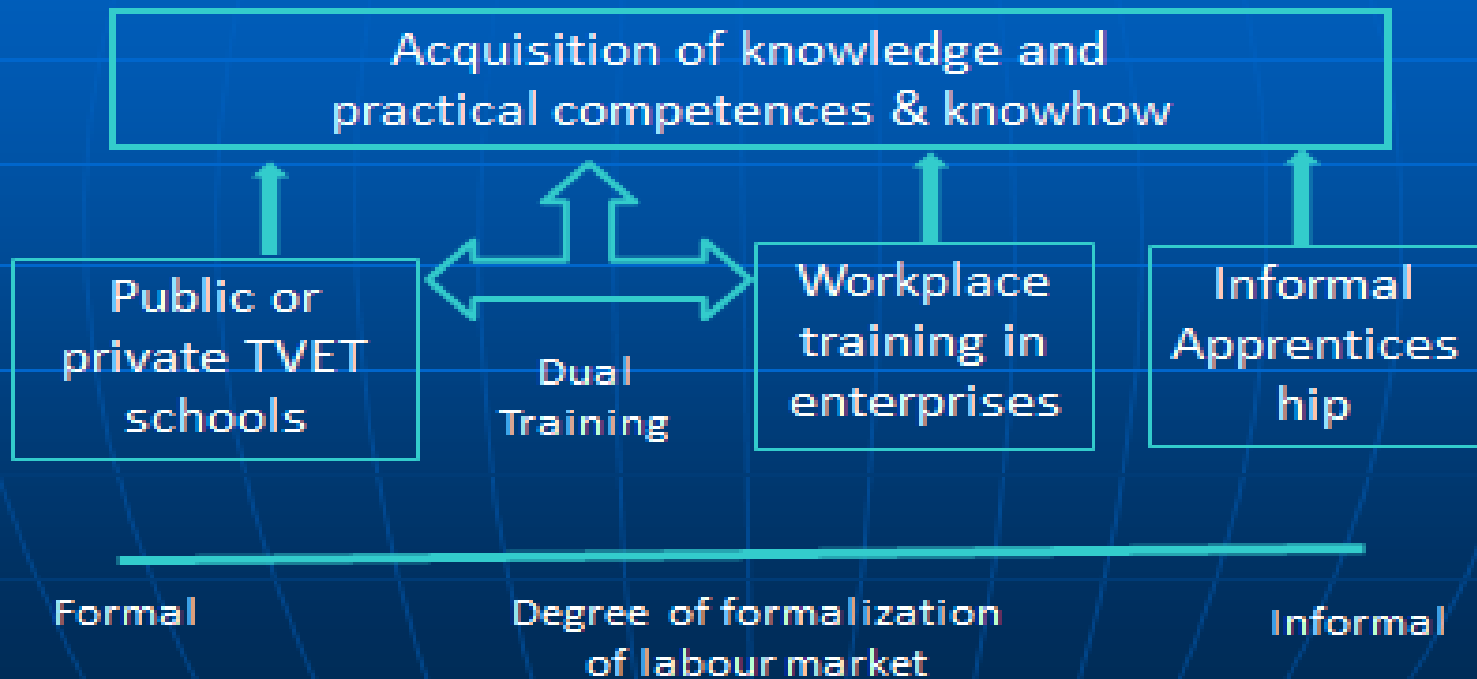 Acquisition of knowledge and
practical competences & knowhow
Public or
private TVET
schools
Dual
Training
Workplace
training in
enterprises
Informal
Apprentices
hip
Formal
Degree of formalization
of labour market
Informal